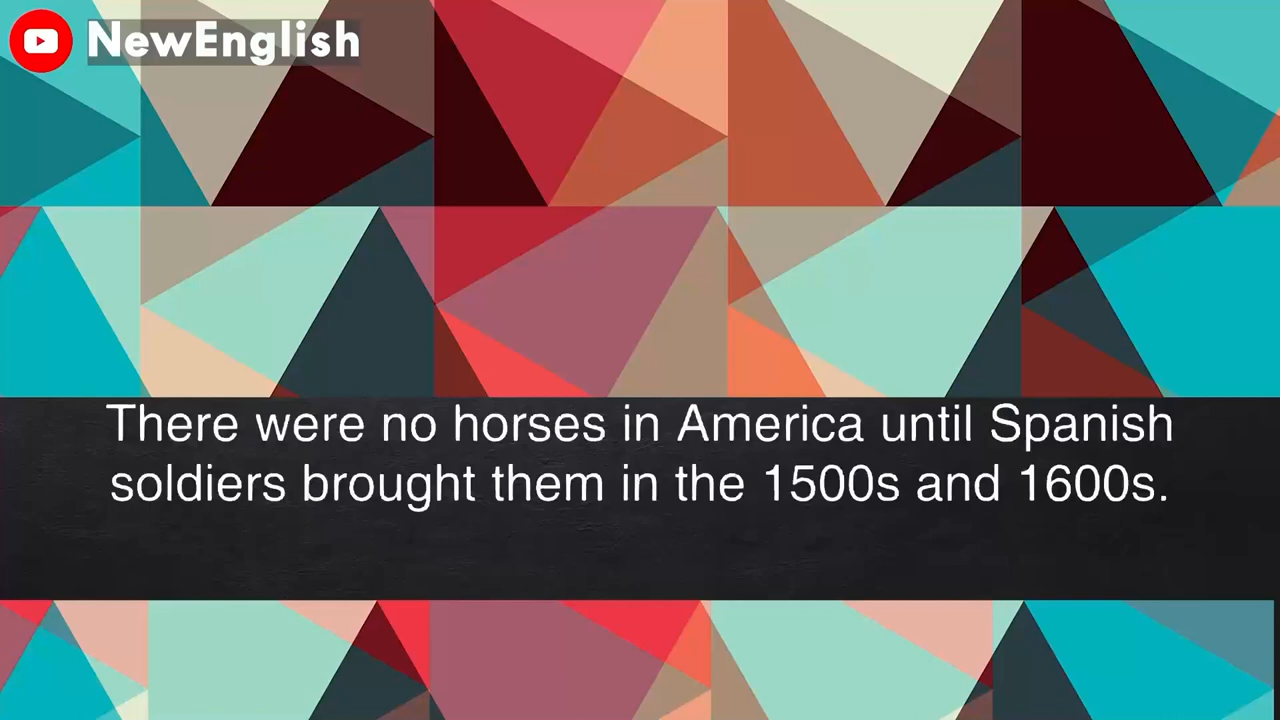 NewEnglish
There were no horses in America until Spanish
soldiers brought them in the 1500s and 1600s.